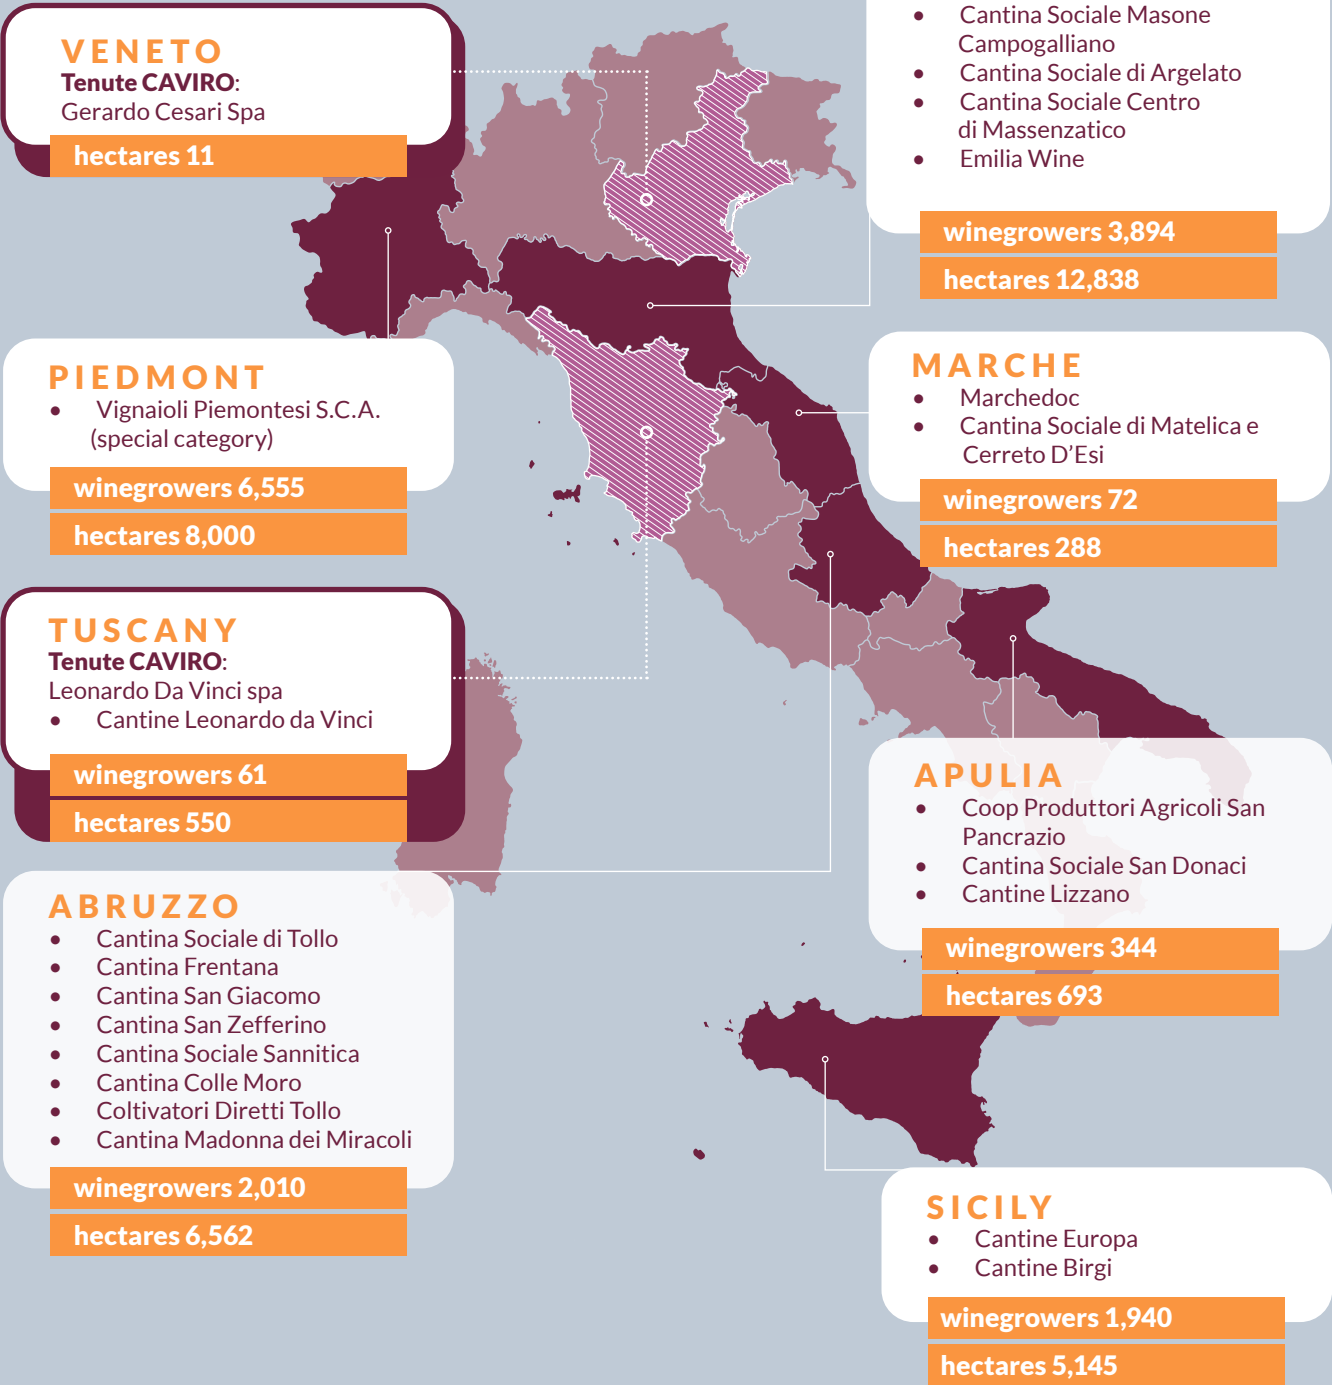 VENETO
Tenute CAVIRO:
Gerardo Cesari Spa
hectares 11
• Cantina Sociale Masone
Campogalliano
• Cantina Sociale di Argelato
• Cantina Sociale Centro
di Massenzatico
• Emilia Wine
winegrowers 3,894
hectares 12,838
PIEDMONT
• Vignaioli Piemontesi S.C.A.
(special category)
winegrowers 6,555
hectares 8,000
MARCHE
• Marchedoc
• Cantina Sociale di Matelica e
Cerreto D'Esi
winegrowers 72
hectares 288
TUSCANY
Tenute CAVIRO:
Leonardo Da Vinci spa
• Cantine Leonardo da Vinci
winegrowers 61
hectares 550
APULIA
• Coop Produttori Agricoli San
Pancrazio
• Cantina Sociale San Donaci
• Cantine Lizzano
winegrowers 344
hectares 693
ABRUZZO
• Cantina Sociale di Tollo
• Cantina Frentana
• Cantina San Giacomo
• Cantina San Zefferino
• Cantina Sociale Sannitica
• Cantina Colle Moro
• Coltivatori Diretti Tollo
• Cantina Madonna dei Miracoli
winegrowers 2,010
hectares 6,562
SICILY
• Cantine Europa
• Cantine Birgi
winegrowers 1,940
hectares 5,145